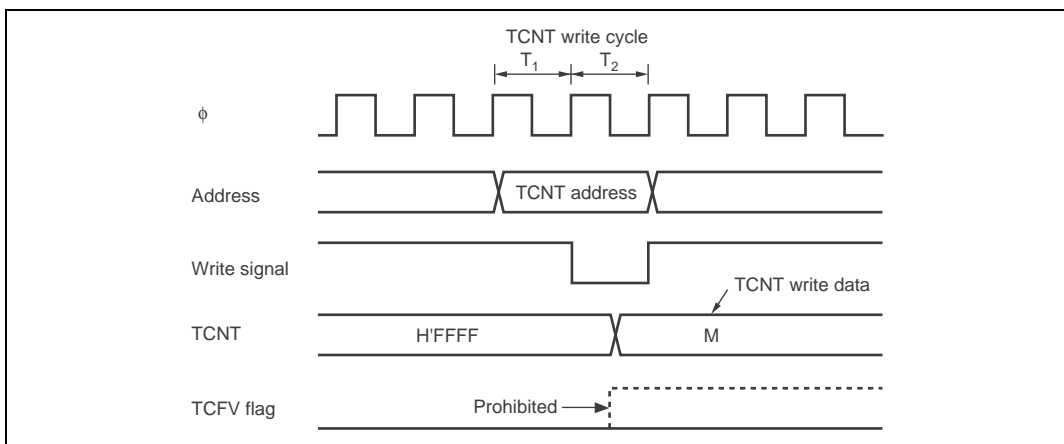 TCNT write cycle
T1 T2
ϕ
Address
TCNT address
Write signal
TCNT write data
TCNT
H'FFFF
M
TCFV flag
Prohibited